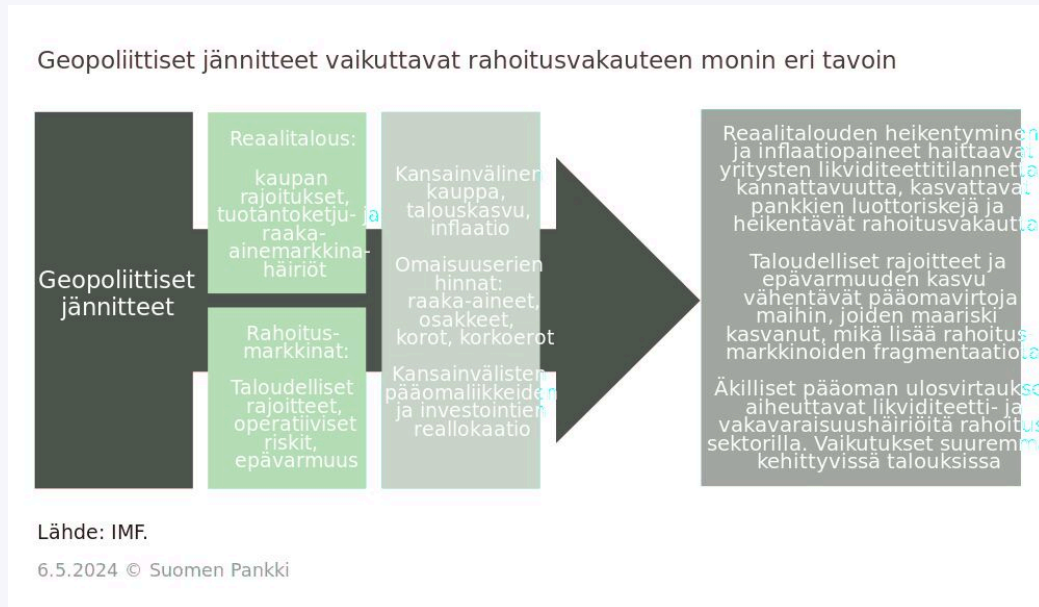 Geopoliittiset jännitteet vaikuttavat rahoitusvakauteen monin eri tavoin
Geopoliittiset
jännitteet
Reaalitalous:
kaupan
rajoitukset,
tuotantoketju- ja
raaka-
ainemarkkina-
häiriöt
Rahoitus-
markkinat:
Taloudelliset
rajoitteet,
operatiiviset
riskit,
epävarmuus
Kansainvälinen
kauppa,
talouskasvu,
inflaatio
Omaisuuserien
hinnat:
raaka-aineet,
osakkeet,
korot, korkoerot
Kansainvälisten
pääomaliikkeiden
ja investointien
reallokaatio
Reaalitalouden heikentyminen
ja inflaatiopaineet haittaavat
yritysten likviditeettitilannetta
kannattavuutta, kasvattavat
pankkien luottoriskejä ja
heikentävät rahoitusvakautta
Taloudelliset rajoitteet ja
epävarmuuden kasvu
vähentävät pääomavirtoja
maihin, joiden maariski
kasvanut, mikä lisää rahoitus-
markkinoiden fragmentaatiota
Äkilliset pääoman
aiheuttavat likviditeetti- ja
vakavaraisuushäiriöitä
sektorilla. Vaikutukset
kehittyvissä talouksissa
Lähde: IMF.
6.5.2024 © Suomen Pankki